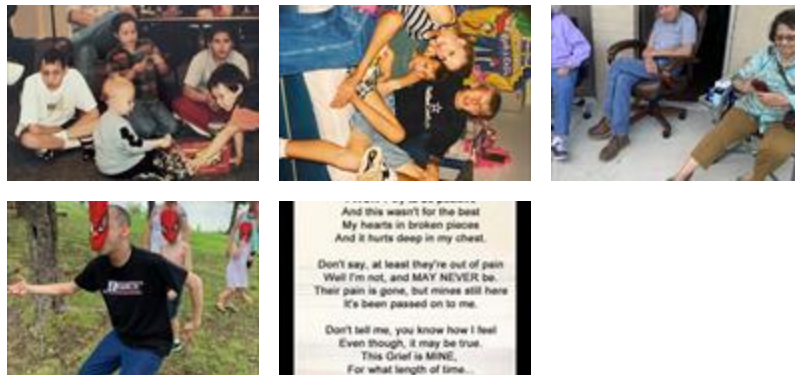 And this wasn't for the best
My hearts in broken pieces
And it hurts deep in my chest.
Don't say, at least they're out of pain
Well I'm not, and MAY NEVER be.
Their pain is gone, but mines still here
It's been passed on to me.
Don't tell me, you know how I feel
Even though, it may be true.
This Grief is MINE,
For what length of time...